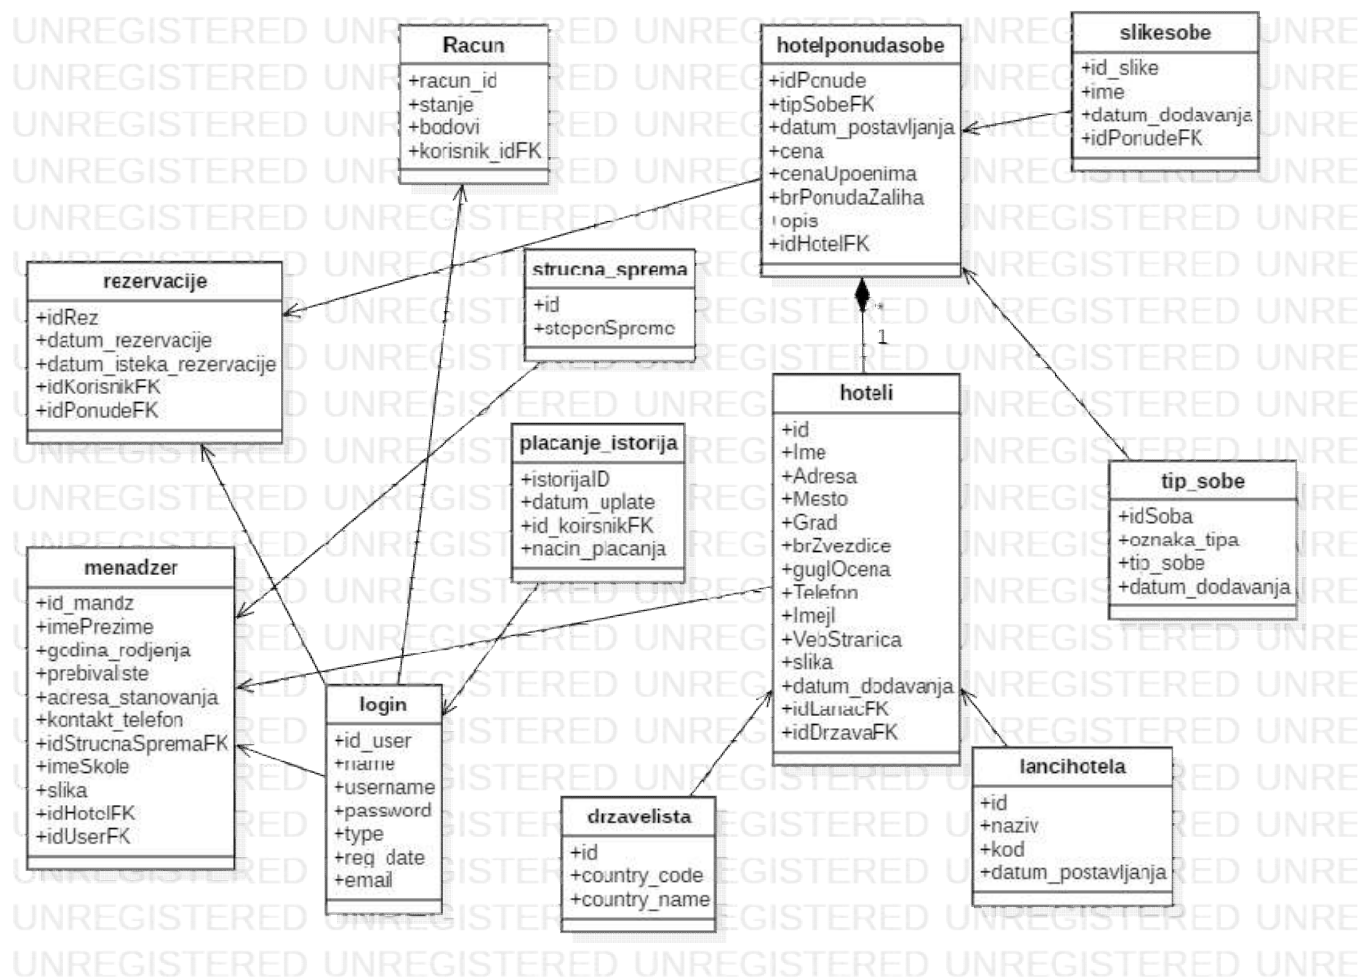 Racun
+racun_id
+stanje
+bodovi
+korisnik_idFK
hotelponudasobe
+idPonude
+tipSobeFK
+datum_postavljanja
+cena
+cenaUpoenima
+brPonudaZaliha
+opis
+idHotelFK
slikesobe
+id_slike
+ime
+datum_dodavanja
+idPonudeFK
rezervacije
+idRez
+datum_rezervacije
+datum_isteka_rezervacije
+idKorisnikFK
+idPonudeFK
strucna_sprema
+id
+stepenSpreme
*
1
hoteli
+id
+Ime
+Adresa
+Mesto
+Grad
+brZvezdice
+guglOcena
+Telefon
+Imejl
+VebStranica
+slika
+datum_dodavanja
+idLanacFK
+idDrzavaFK
placanje_istorija
+istorijaID
+datum_uplate
+id_koirsnikFK
+nacin_placanja
tip_sobe
+idSoba
+oznaka_tipa
+tip_sobe
+datum_dodavanja
menadzer
+id_mandz
+imePrezime
+godina_rodjenja
+prebivaliste
+adresa_stanovanja
+kontakt_telefon
+idStrucnaSpremaFK
+imeSkole
+slika
+idHotelFK
+idUserFK
login
+id_user
+name
+username
+password
+type
+reg_date
+email
drzavelista
+id
+country_code
+country_name
lancihotela
+id
+naziv
+kod
+datum_postavljanja
UNREGISTERED